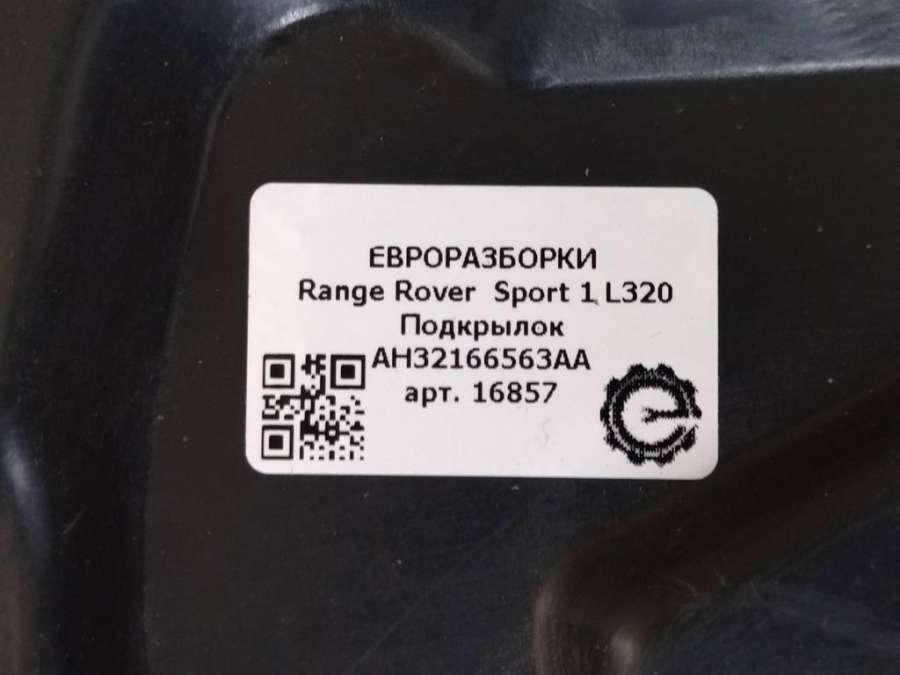 ЕВРОРАЗБОРКИ
Range Rover Sport 1 L320
Подкрылок
AH32166563AA
арт. 16857